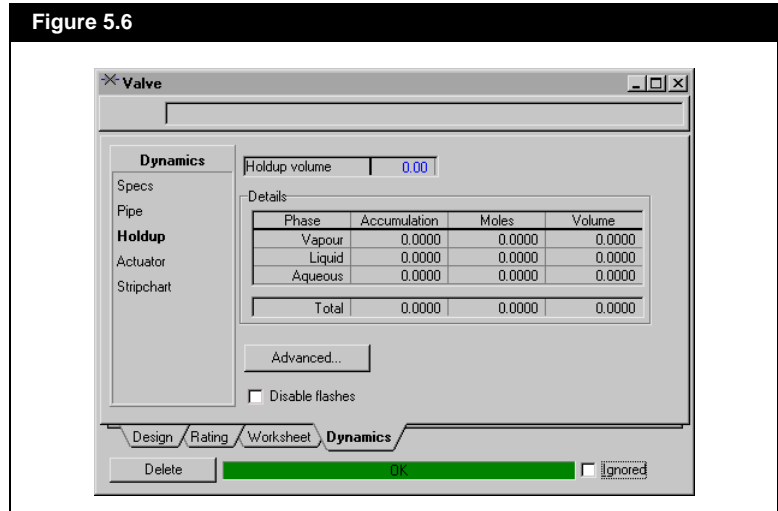 Figure 5.6
Valve
Dynamics
Specs
Pipe
Holdup
Actuator
Stripchart
Holdup volume 0.00
Details
Phase Accumulation Moles Volume
Vapour 0.0000 0.0000 0.0000
Liquid 0.0000 0.0000 0.0000
Aqueous 0.0000 0.0000 0.0000
Total 0.0000 0.0000 0.0000
Advanced...
Disable flashes
Design Rating Worksheet Dynamics
Delete OK Ignored